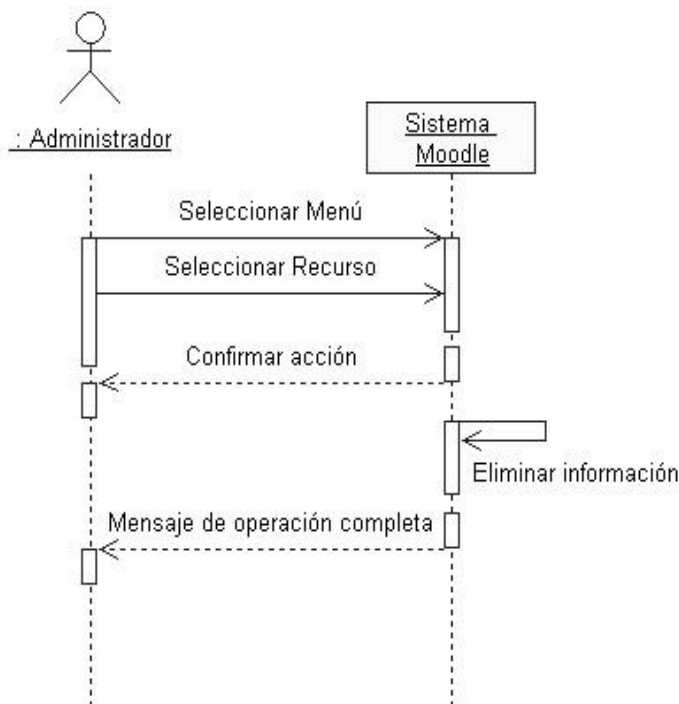 : Administrador
Sistema
Moodle
Seleccionar Menú
Seleccionar Recurso
Confirmar acción
Eliminar información
Mensaje de operación completa